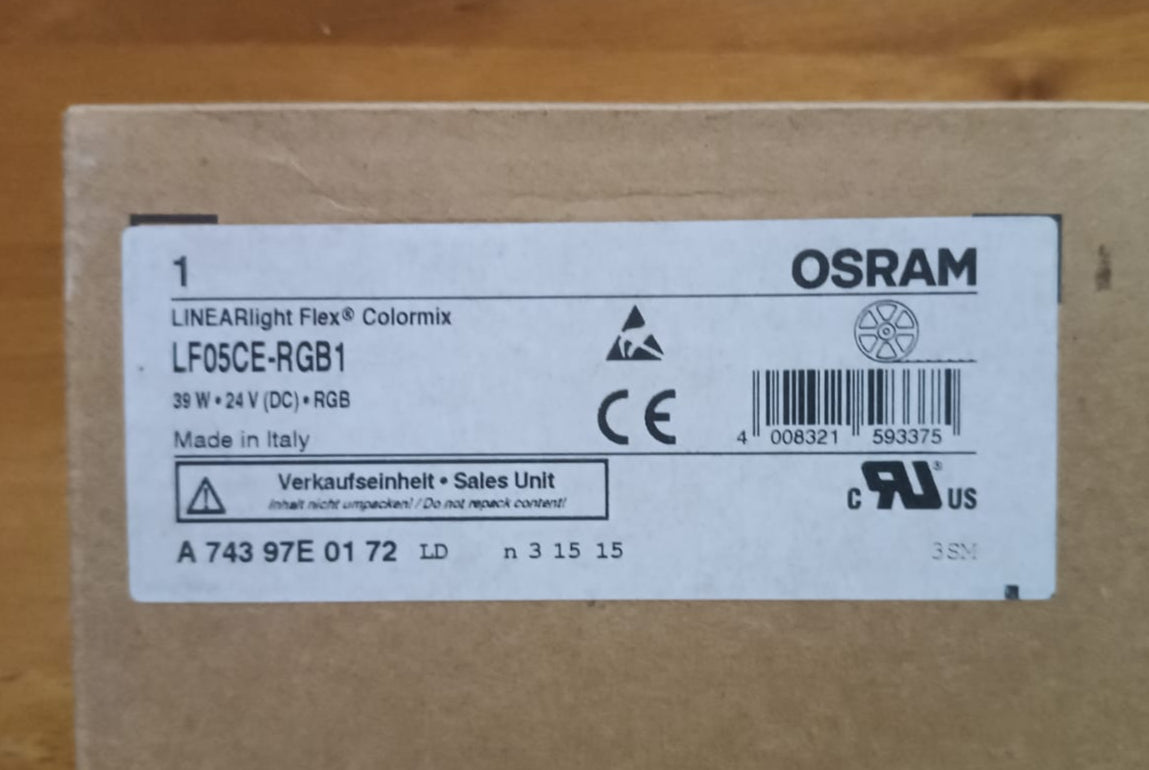 1
OSRAM
LINEARlight Flex® Colormix
LF05CE-RGB1
39 W • 24 V (DC) • RGB
Made in Italy
CE
4 008321 593375
Verkaufseinheit • Sales Unit
Inhalt nicht umpacken! / Do not repack content!
C RU® US
A 743 97E 01 72 LD n 3 15 15
3SM